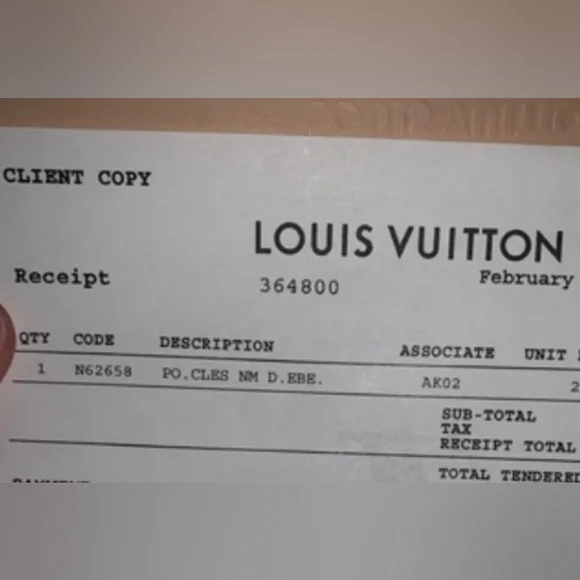 CLIENT COPY
LOUIS VUITTON
Receipt 364800 February
QTY CODE DESCRIPTION ASSOCIATE UNIT
1 N62658 PO.CLES NM D.EBE. AK02 2
SUB-TOTAL
TAX
RECEIPT TOTAL
TOTAL TENDERED